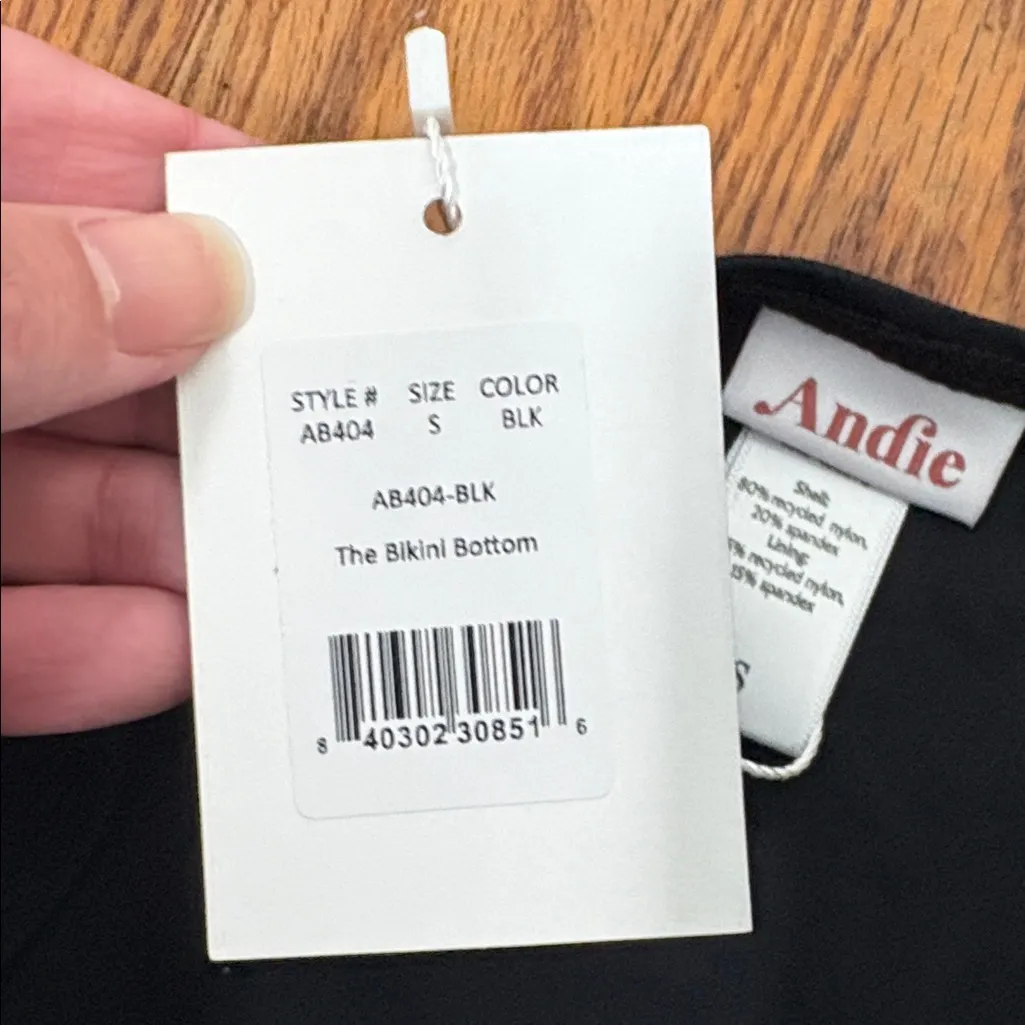 STYLE # SIZE COLOR
AB404 S BLK
AB404-BLK
The Bikini Bottom
8 40302 30851 6
Andie
Shell:
80% recycled nylon,
20% spandex
Lining:
% recycled nylon,
15% spandex
S